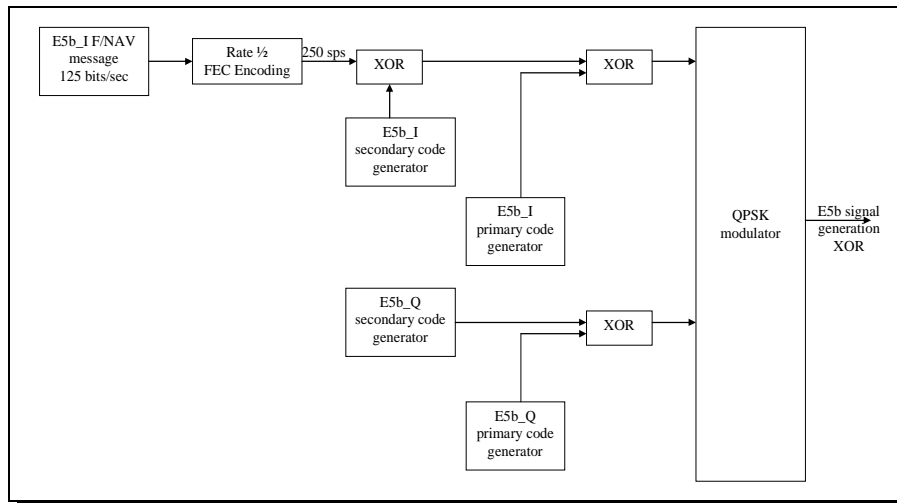 E5b_I F/NAV
message
125 bits/sec
Rate ½
FEC Encoding
250 sps
XOR
XOR
E5b_I
secondary code
generator
E5b_I
primary code
generator
QPSK
modulator
E5b signal
generation
XOR
E5b_Q
secondary code
generator
XOR
E5b_Q
primary code
generator